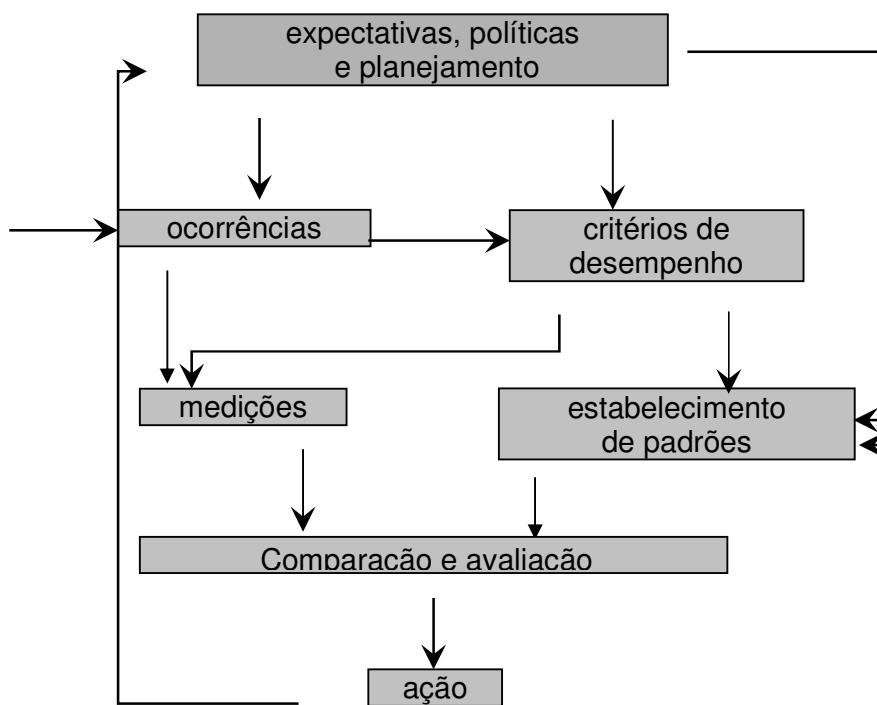 expectativas, políticas
e planejamento
ocorrências
critérios de
desempenho
medições
estabelecimento
de padrões
Comparação e avaliação
ação